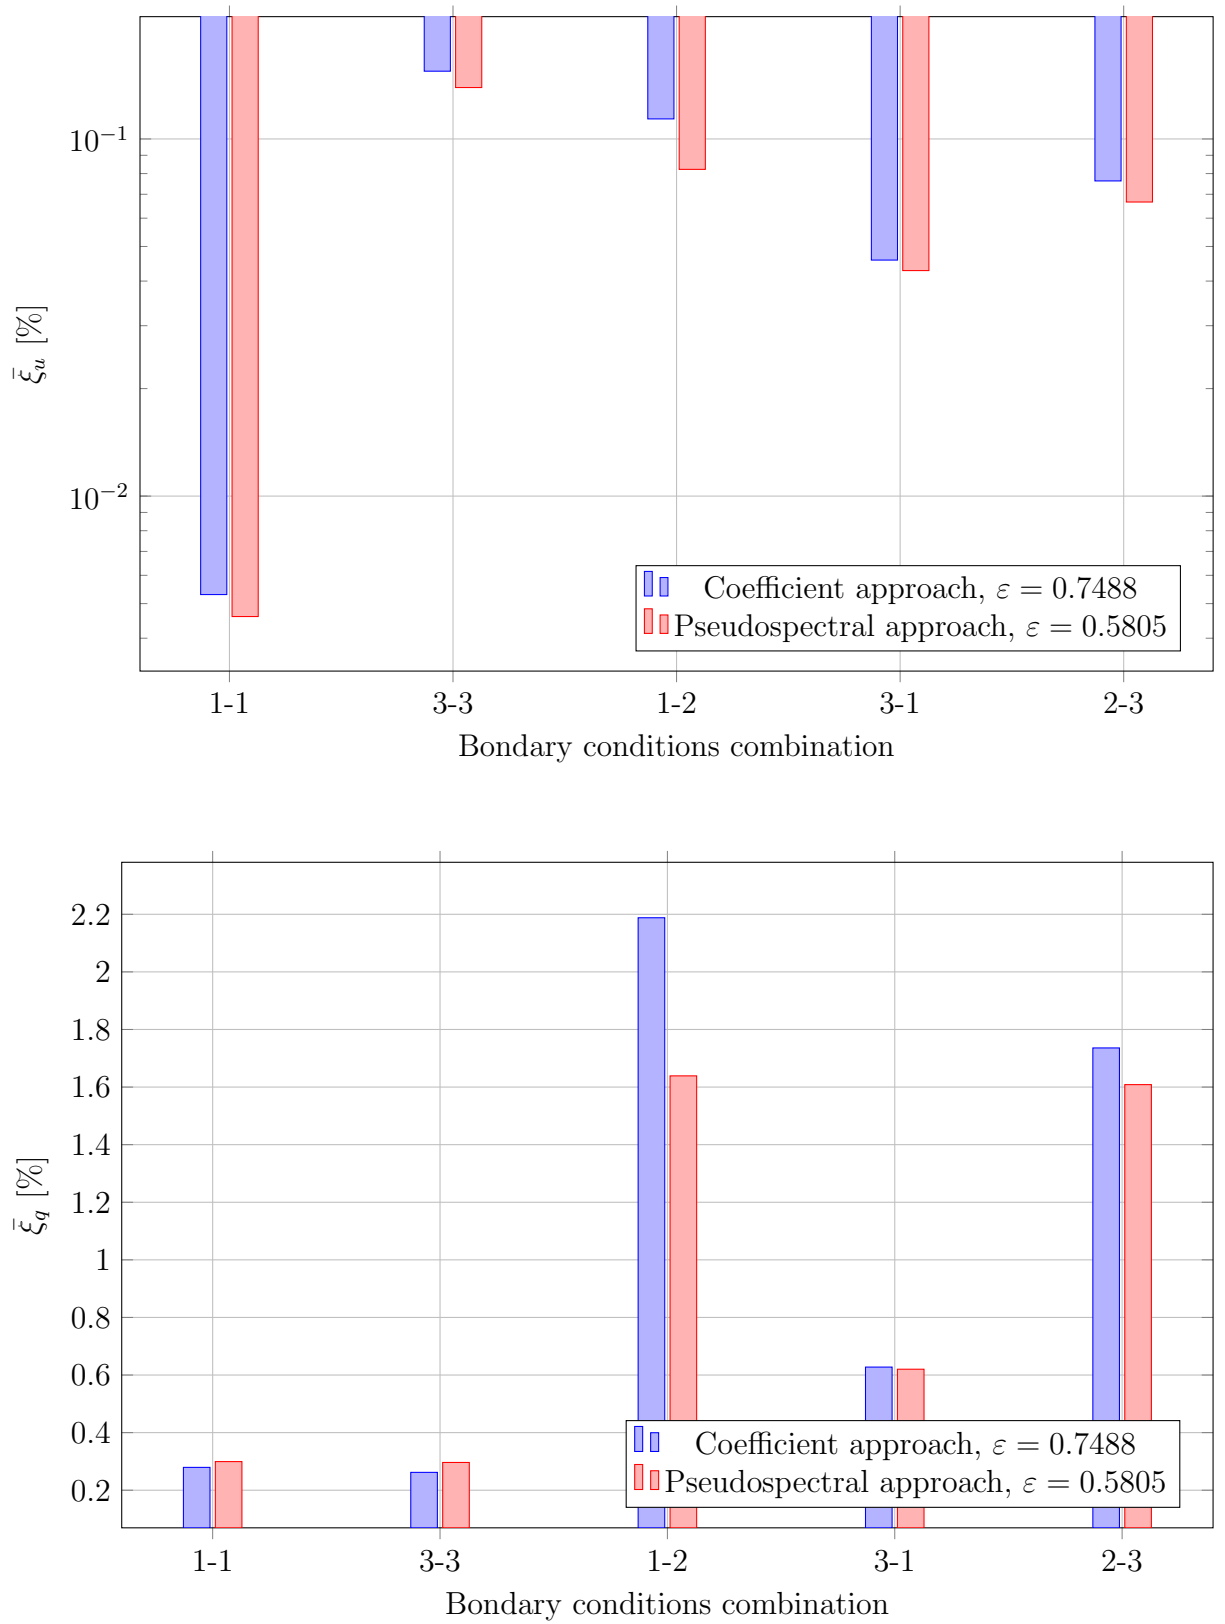 10⁻¹
10⁻²
ξ̄ᵤ [%]
Coefficient approach, ε = 0.7488
Pseudospectral approach, ε = 0.5805
1-1 3-3 1-2 3-1 2-3
Bondary conditions combination
2.2
2
1.8
1.6
1.4
1.2
1
0.8
0.6
0.4
0.2
ξ̄_q [%]
Coefficient approach, ε = 0.7488
Pseudospectral approach, ε = 0.5805
1-1 3-3 1-2 3-1 2-3
Bondary conditions combination